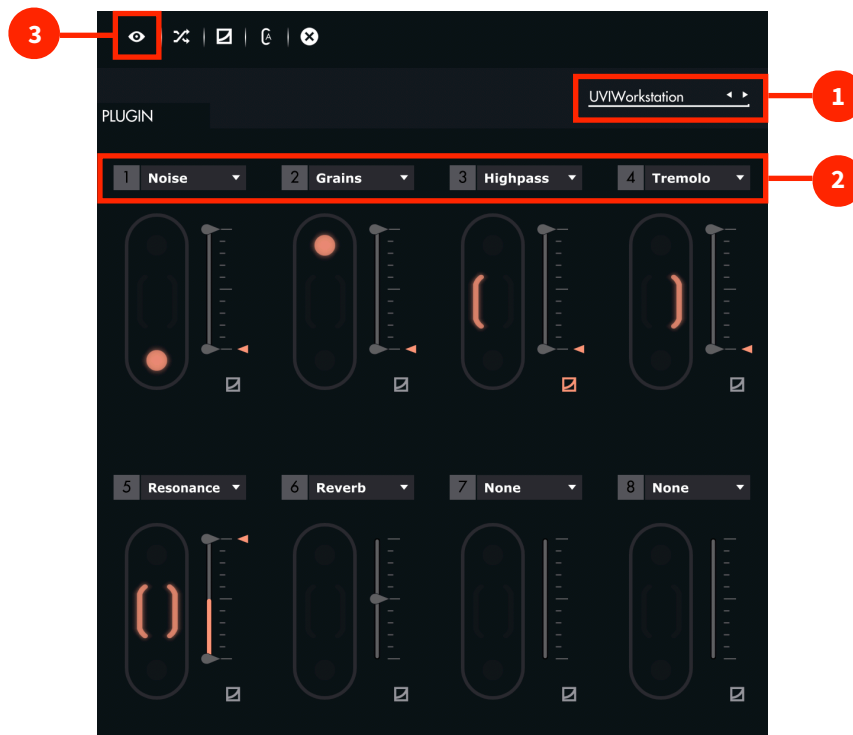 3
UVIWorkstation
1
PLUGIN
1 Noise 2 Grains 3 Highpass 4 Tremolo
2
5 Resonance 6 Reverb 7 None 8 None